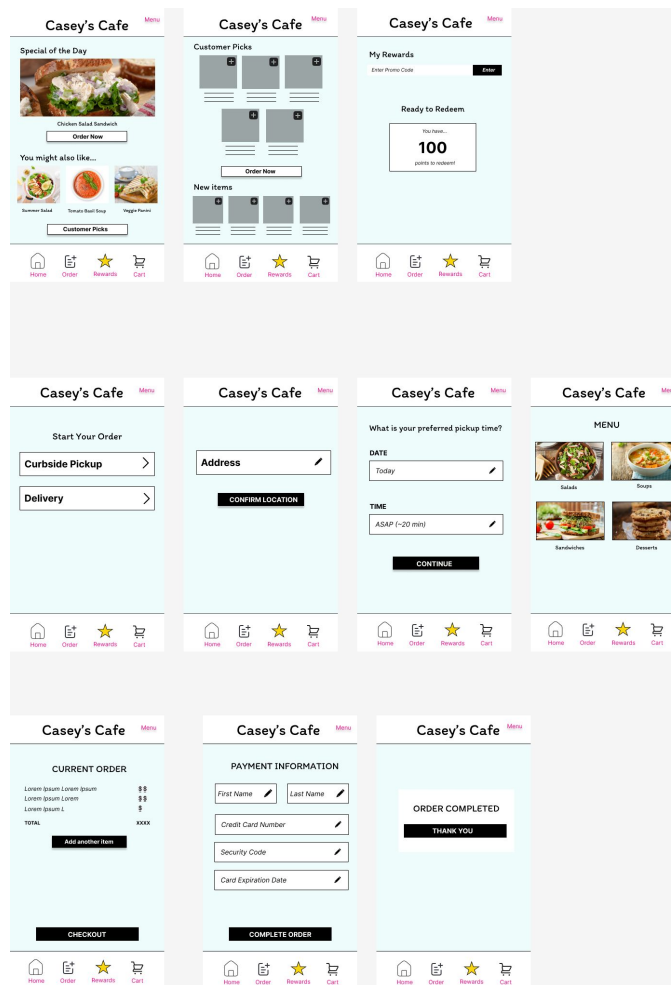 Casey's Cafe Menu
Special of the Day
Chicken Salad Sandwich
Order Now
You might also like...
Summer Salad Tomato Basil Soup Veggie Panini
Customer Picks
Home Order Rewards Cart
Casey's Cafe Menu
Customer Picks
Order Now
New items
Home Order Rewards Cart
Casey's Cafe Menu
My Rewards
Enter Promo Code Enter
Ready to Redeem
You have...
100
points to redeem!
Home Order Rewards Cart
Casey's Cafe Menu
Start Your Order
Curbside Pickup
Delivery
Home Order Rewards Cart
Casey's Cafe Menu
Address
CONFIRM LOCATION
Home Order Rewards Cart
Casey's Cafe Menu
What is your preferred pickup time?
DATE
Today
TIME
ASAP (~20 min)
CONTINUE
Home Order Rewards Cart
Casey's Cafe
MENU
Salads Soups
Sandwiches Desserts
Home Order Rewards Cart
Casey's Cafe Menu
CURRENT ORDER
Lorem Ipsum Lorem Ipsum $$
Lorem Ipsum Lorem $$
Lorem Ipsum L $
TOTAL XXXX
Add another item
CHECKOUT
Home Order Rewards Cart
Casey's Cafe Menu
PAYMENT INFORMATION
First Name Last Name
Credit Card Number
Security Code
Card Expiration Date
COMPLETE ORDER
Home Order Rewards Cart
Casey's Cafe Menu
ORDER COMPLETED
THANK YOU
Home Order Rewards Cart